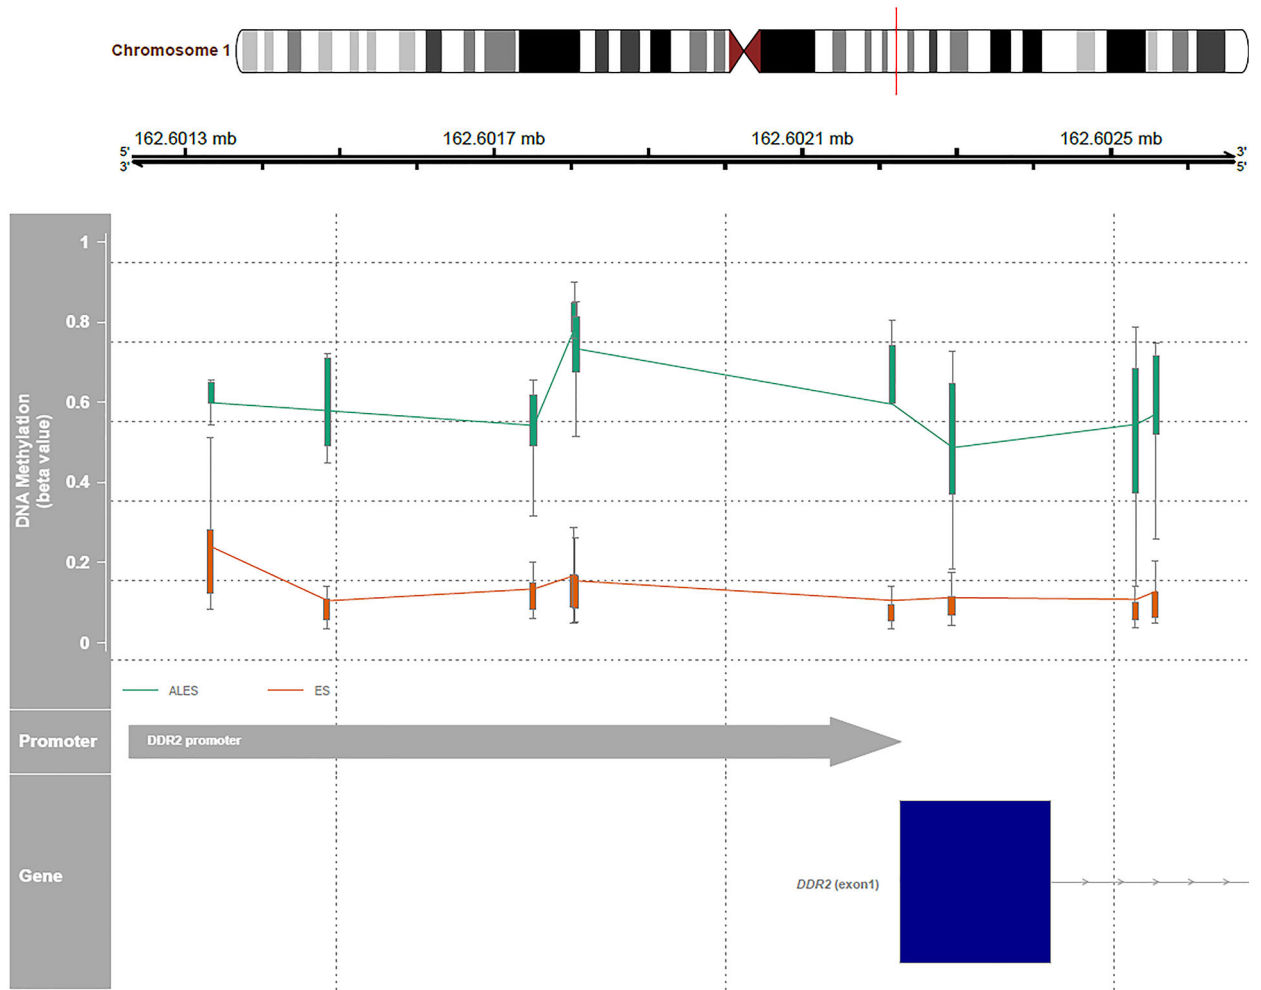 Chromosome 1
162.6013 mb 162.6017 mb 162.6021 mb 162.6025 mb
5' 3'
3' 5'
1
0.8
0.6
0.4
0.2
0
DNA Methylation
(beta value)
ALES ES
Promoter DDR2 promoter
Gene DDR2 (exon1)